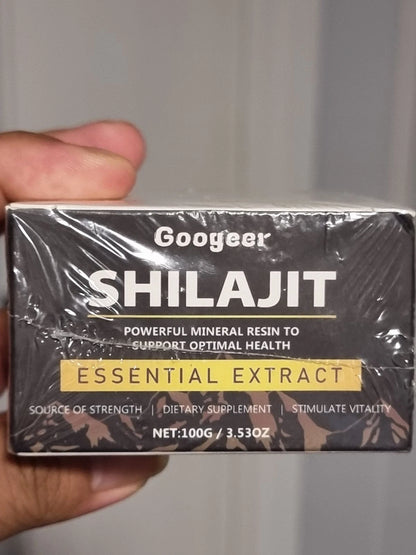 Googeer
SHILAJIT
POWERFUL MINERAL RESIN TO
SUPPORT OPTIMAL HEALTH
ESSENTIAL EXTRACT
SOURCE OF STRENGTH | DIETARY SUPPLEMENT | STIMULATE VITALITY
NET:100G / 3.53OZ